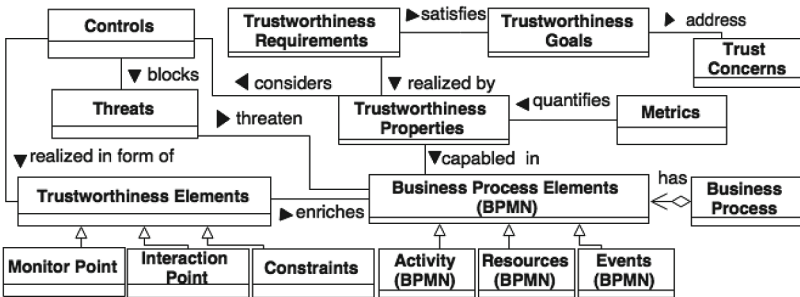 Controls
Trustworthiness
Requirements
satisfies
Trustworthiness
Goals
address
Trust
Concerns
blocks
considers
realized by
Threats
threaten
Trustworthiness
Properties
quantifies
Metrics
realized in form of
capabled in
Trustworthiness Elements
enriches
Business Process Elements
(BPMN)
has
Business
Process
Monitor Point
Interaction
Point
Constraints
Activity
(BPMN)
Resources
(BPMN)
Events
(BPMN)